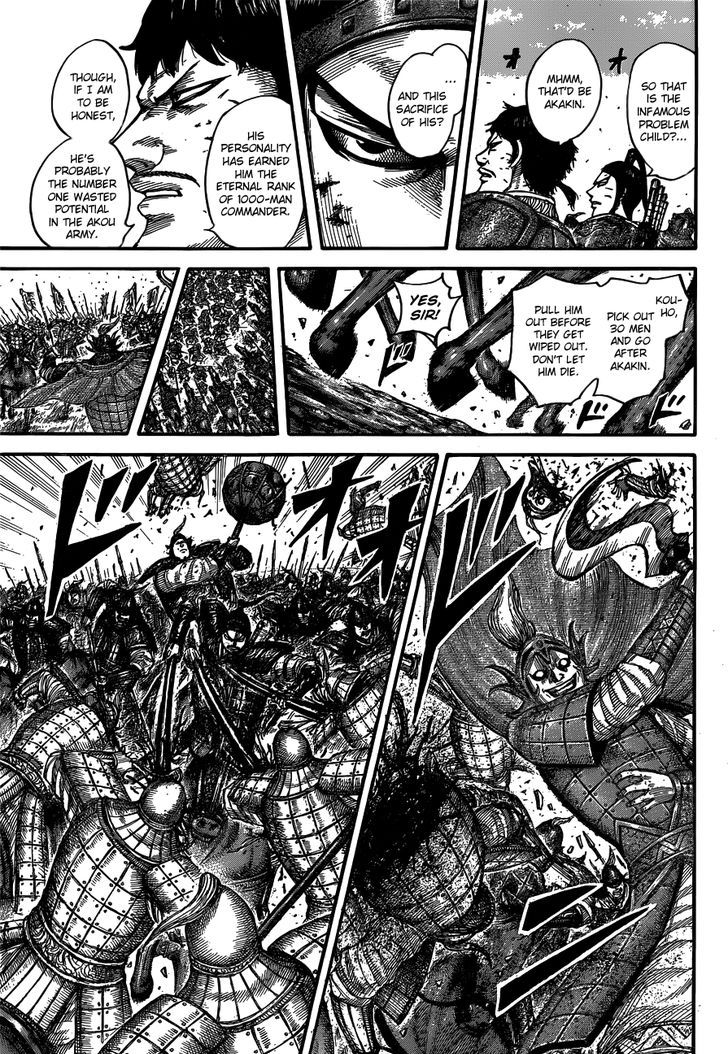 SO THAT
IS THE
INFAMOUS
PROBLEM
CHILD?...
MHMM,
THAT'D BE
AKAKIN.
オ
オ
...
AND THIS
SACRIFICE
OF HIS?
HIS
PERSONALITY
HAS EARNED
HIM THE
ETERNAL RANK
OF 1000-MAN
COMMANDER.
THOUGH,
IF I AM
TO BE
HONEST,
HE'S
PROBABLY
THE NUMBER
ONE WASTED
POTENTIAL
IN THE AKOU
ARMY.
KOU-
HO,
PICK OUT
30 MEN
AND GO
AFTER
AKAKIN.
PULL HIM
OUT BEFORE
THEY GET
WIPED OUT.
DON'T LET
HIM DIE.
YES,
SIR!
ドドドド
ドッ
オオド